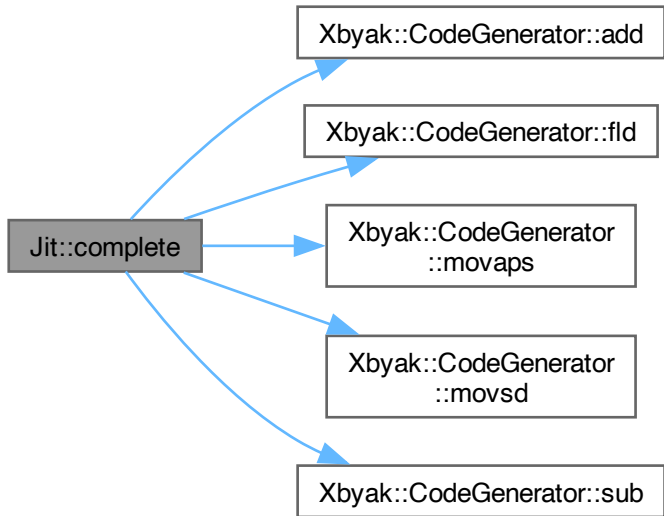 Xbyak::CodeGenerator::add
Xbyak::CodeGenerator::fld
Jit::complete
Xbyak::CodeGenerator
::movaps
Xbyak::CodeGenerator
::movsd
Xbyak::CodeGenerator::sub